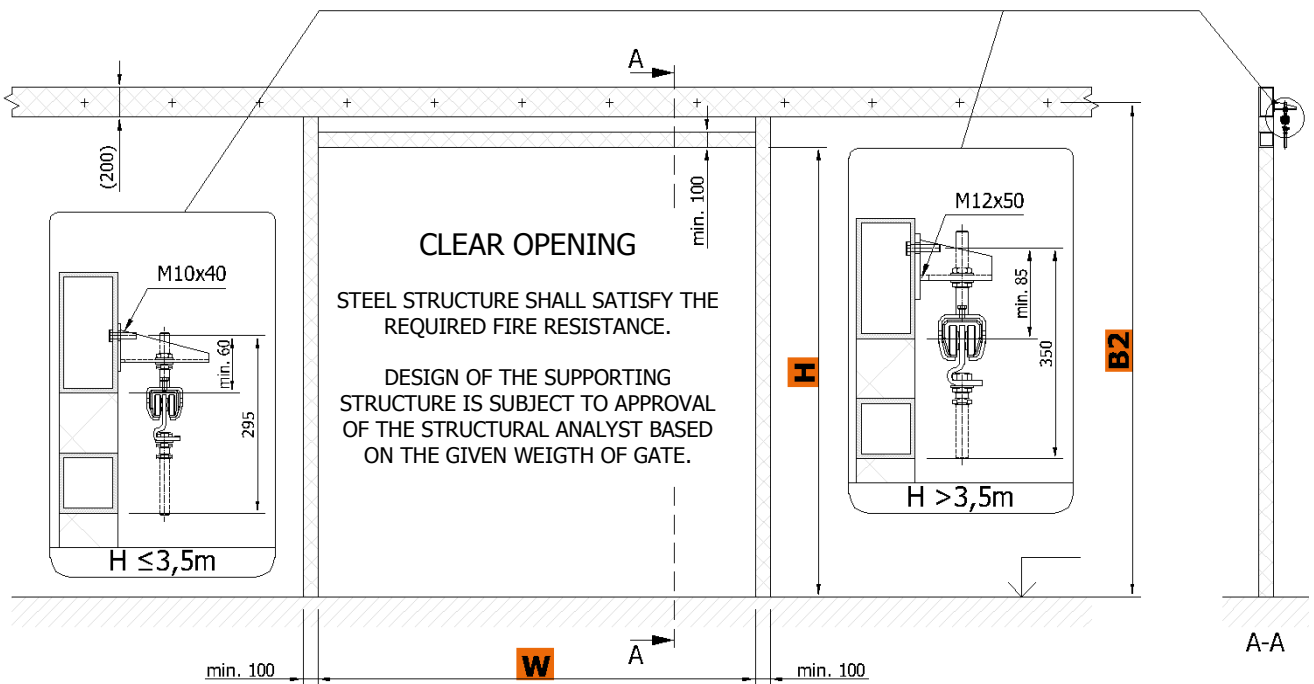 A
(200)
min. 100
M10x40
min. 60
295
H ≤3,5m
CLEAR OPENING
STEEL STRUCTURE SHALL SATISFY THE
REQUIRED FIRE RESISTANCE.
DESIGN OF THE SUPPORTING
STRUCTURE IS SUBJECT TO APPROVAL
OF THE STRUCTURAL ANALYST BASED
ON THE GIVEN WEIGTH OF GATE.
H
M12x50
min. 85
350
H >3,5m
B2
A-A
A
min. 100
W
min. 100